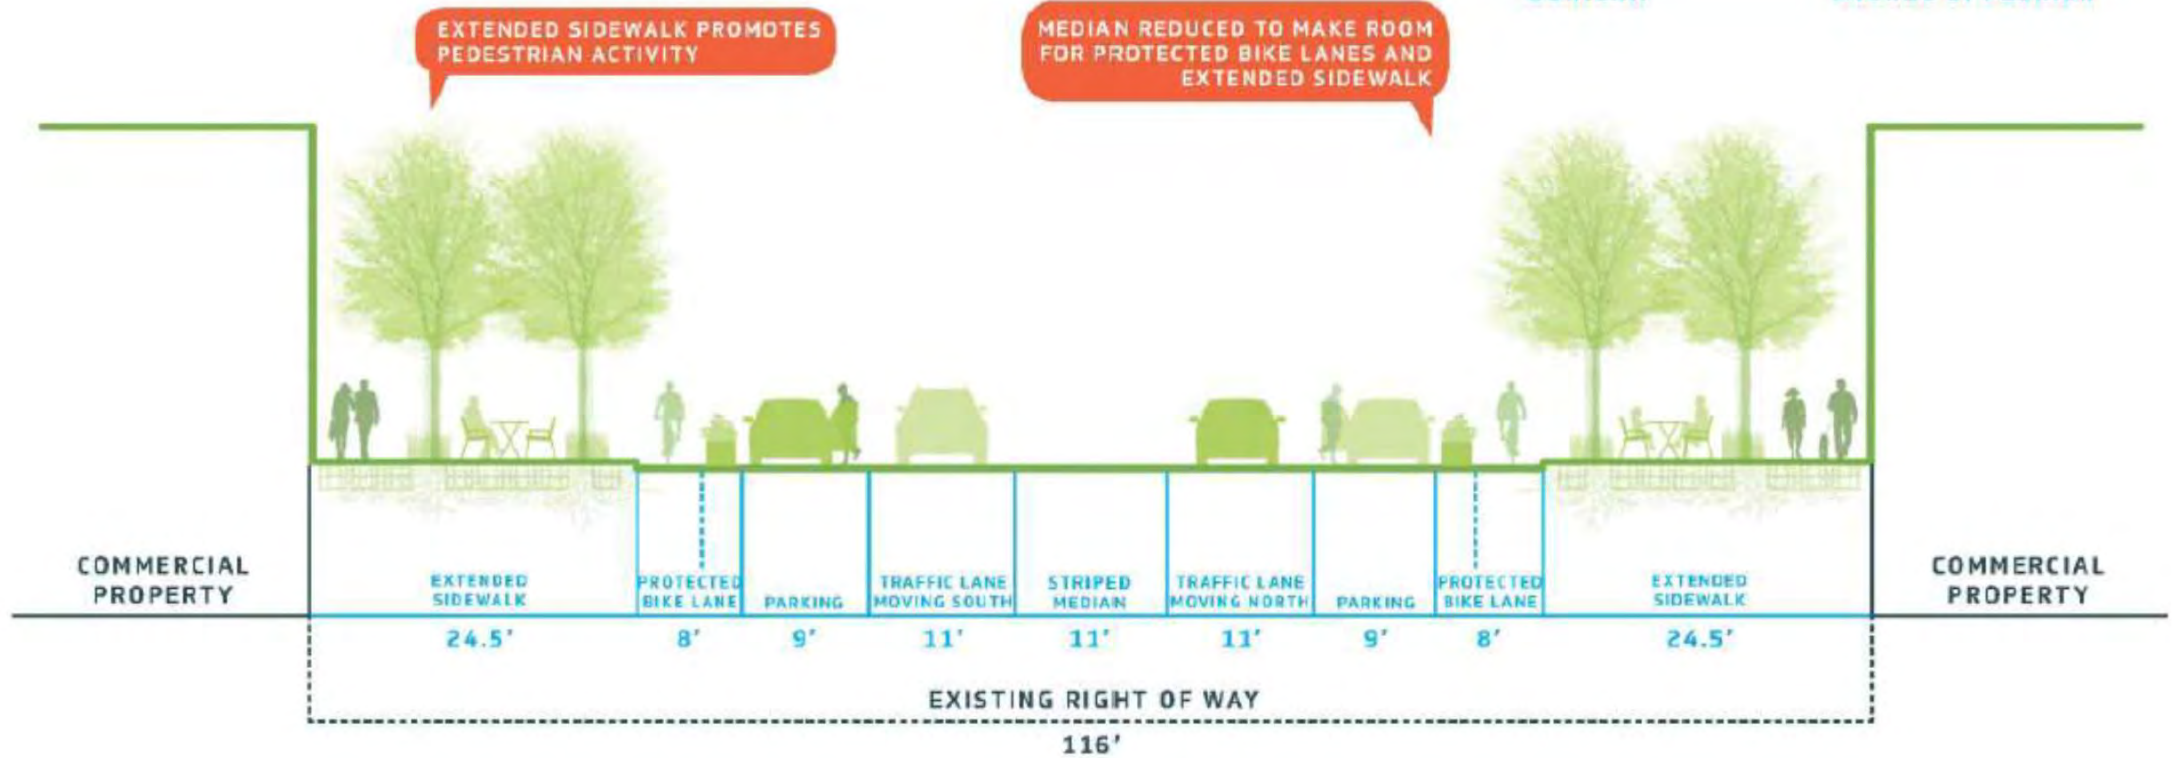 EXTENDED SIDEWALK PROMOTES
PEDESTRIAN ACTIVITY
MEDIAN REDUCED TO MAKE ROOM
FOR PROTECTED BIKE LANES AND
EXTENDED SIDEWALK
COMMERCIAL
PROPERTY
EXTENDED
SIDEWALK
PROTECTED
BIKE LANE
PARKING
TRAFFIC LANE
MOVING SOUTH
STRIPED
MEDIAN
TRAFFIC LANE
MOVING NORTH
PARKING
PROTECTED
BIKE LANE
EXTENDED
SIDEWALK
COMMERCIAL
PROPERTY
24.5' 8' 9' 11' 11' 11' 9' 8' 24.5'
EXISTING RIGHT OF WAY
116'